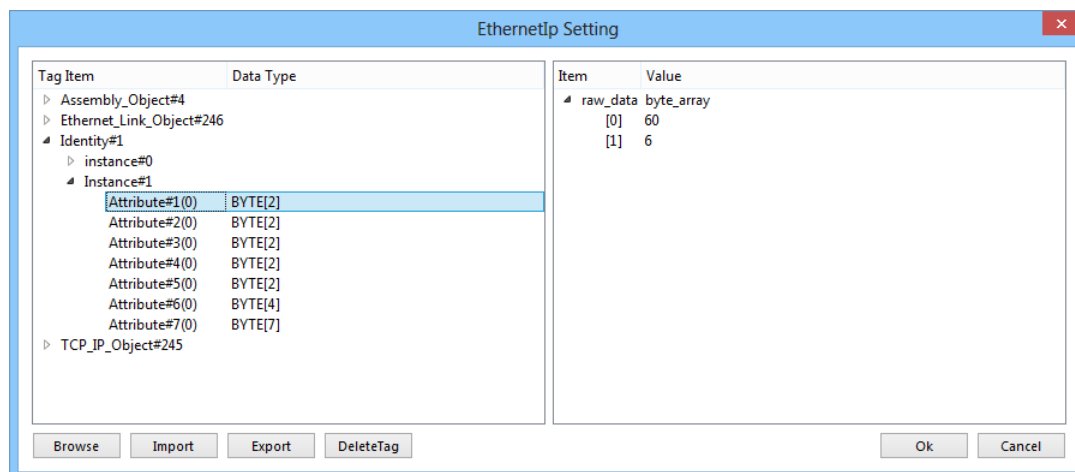 EthernetIp Setting
Tag Item Data Type
Assembly_Object#4
Ethernet_Link_Object#246
Identity#1
instance#0
Instance#1
Attribute#1(0) BYTE[2]
Attribute#2(0) BYTE[2]
Attribute#3(0) BYTE[2]
Attribute#4(0) BYTE[2]
Attribute#5(0) BYTE[2]
Attribute#6(0) BYTE[4]
Attribute#7(0) BYTE[7]
TCP_IP_Object#245
Item Value
raw_data byte_array
[0] 60
[1] 6
Browse Import Export DeleteTag Ok Cancel